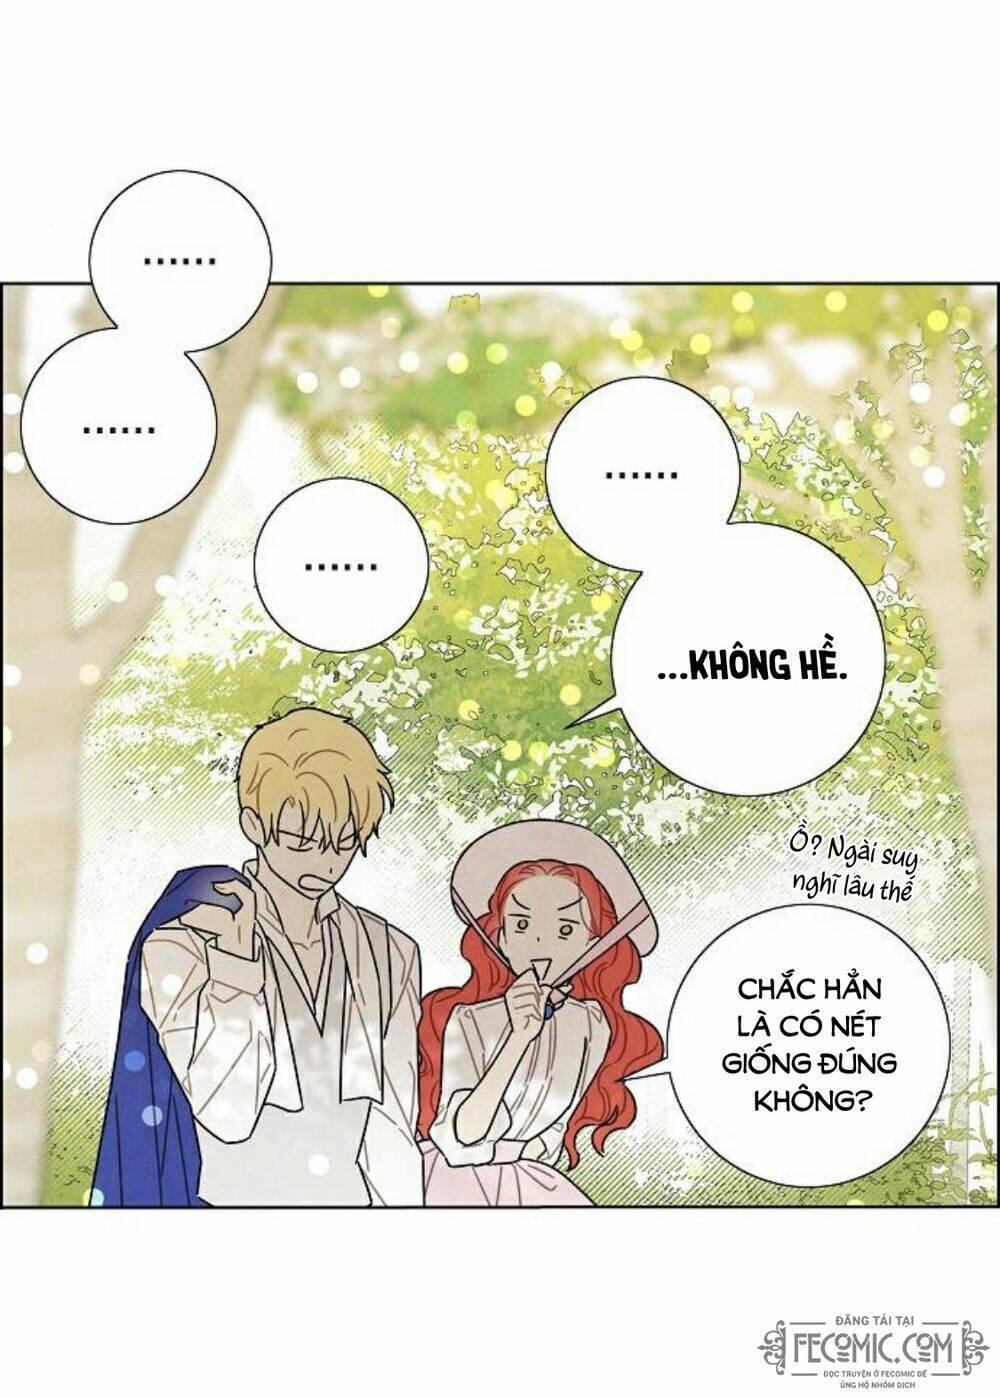 ......
......
......
......
...KHÔNG HỀ.
Ồ? Ngài suy
nghĩ lâu thế
CHẮC HẲN
LÀ CÓ NÉT
GIỐNG ĐÚNG
KHÔNG?
ĐĂNG TẢI TẠI
FECOMIC.COM
ĐỌC TRUYỆN Ở FECOMIC ĐỂ
ỦNG HỘ NHÓM DỊCH